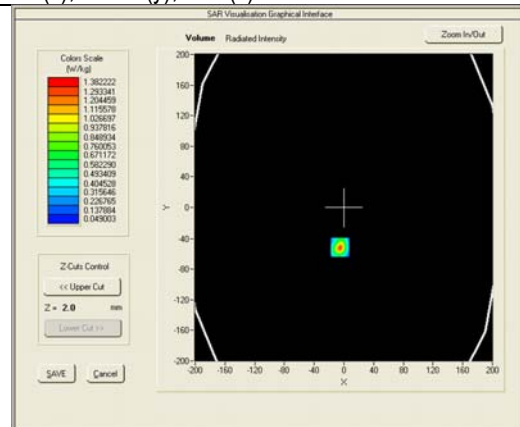 SAR Visualisation Graphical Interface
Colors Scale
(W/kg)
1.382222
1.293341
1.204459
1.115578
1.026697
0.937816
0.848934
0.760053
0.671172
0.582290
0.493409
0.404528
0.315646
0.226765
0.137884
0.049003
Z-Cuts Control
<< Upper Cut
Z = 2.0 mm
Lower Cut >>
SAVE Cancel
Volume Radiated Intensity
Zoom In/Out
200
160
120
80
40
0
-40
-80
-120
-160
-200
Y
-200 -160 -120 -80 -40 0 40 80 120 160 200
X